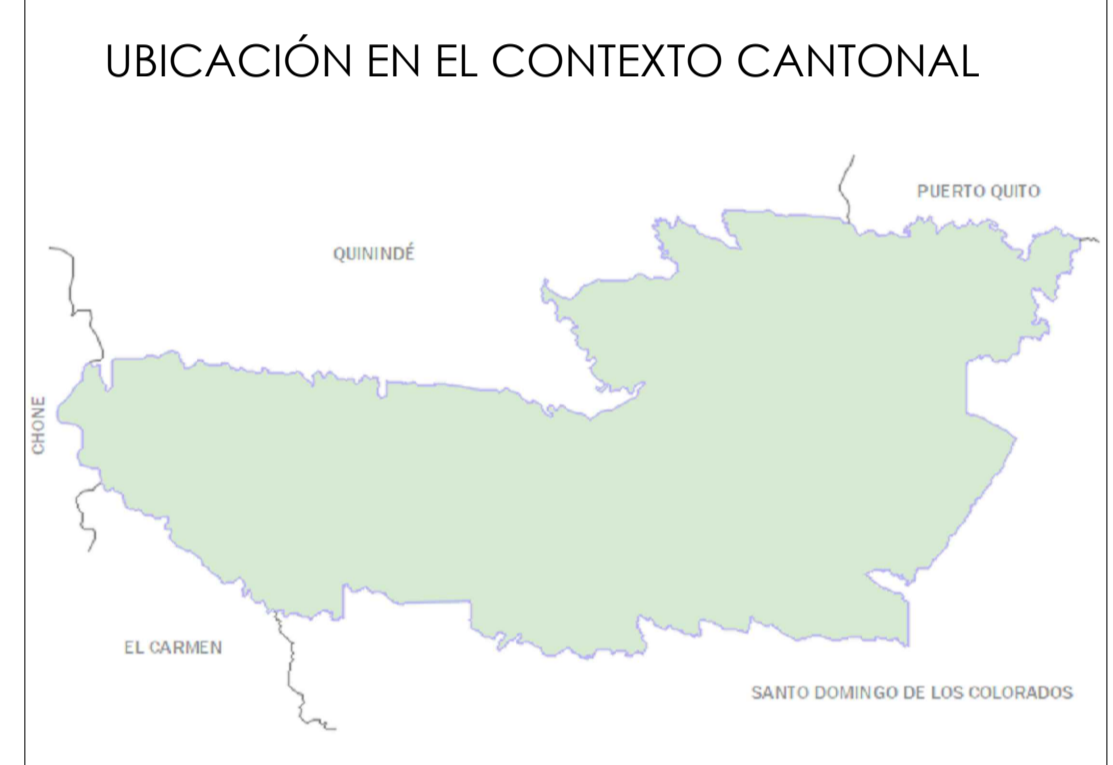 UBICACIÓN EN EL CONTEXTO CANTONAL
PUERTO QUITO
QUININDÉ
CHONE
EL CARMEN
SANTO DOMINGO DE LOS COLORADOS